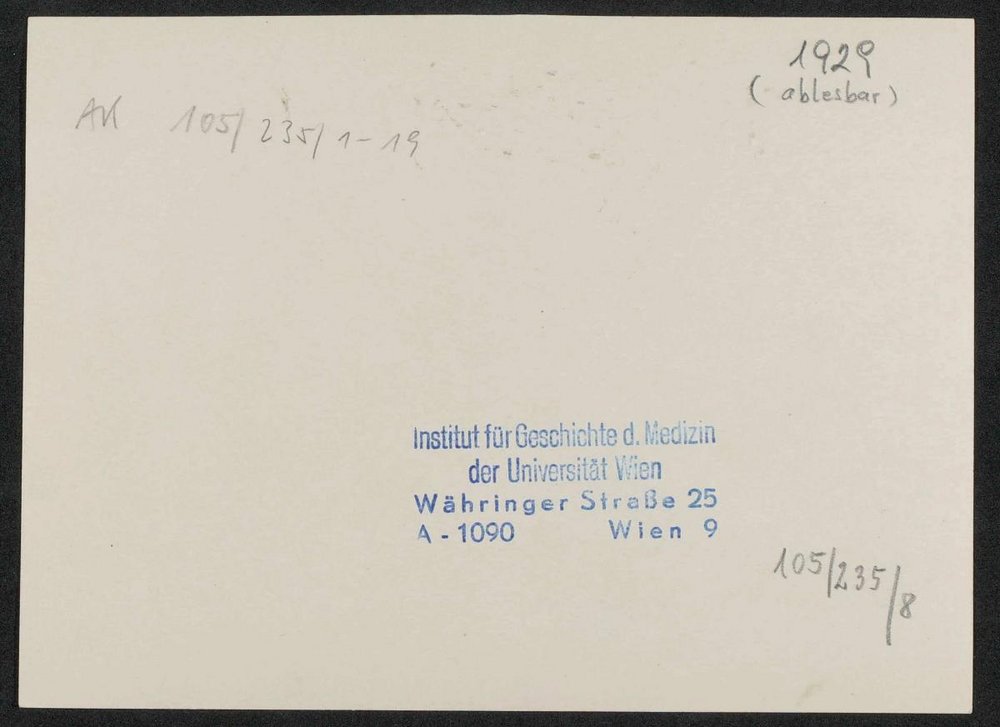 1929
(ablesbar)
AK 105/235/1-19
Institut für Geschichte d. Medizin
der Universität Wien
Währinger Straße 25
A - 1090 Wien 9
105/235/8